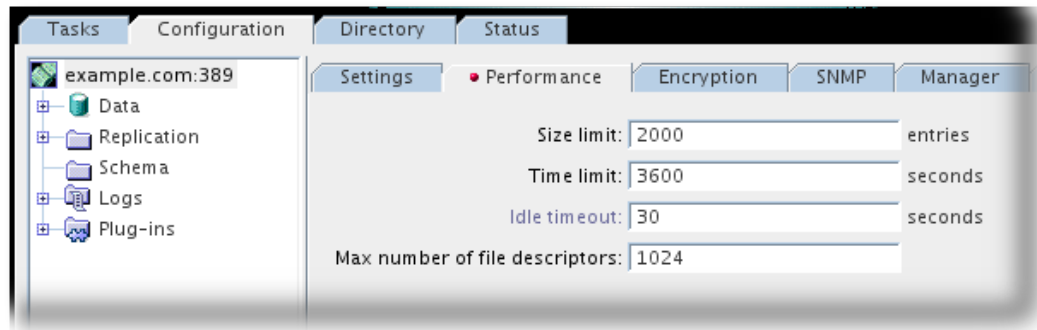 Tasks Configuration Directory Status
example.com:389
Data
Replication
Schema
Logs
Plug-ins
Settings Performance Encryption SNMP Manager
Size limit: 2000 entries
Time limit: 3600 seconds
Idle timeout: 30 seconds
Max number of file descriptors: 1024